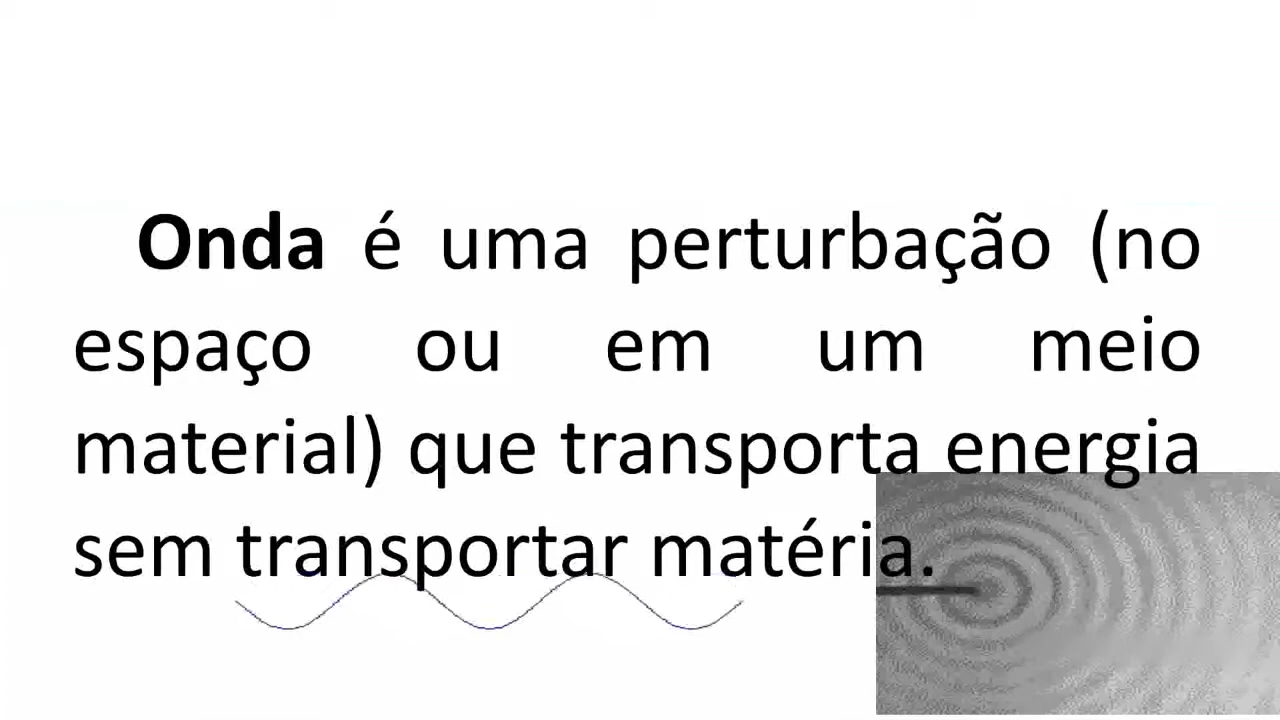 Onda é uma perturbação (no
espaço ou em um meio
material) que transporta energia
sem transportar matéria.